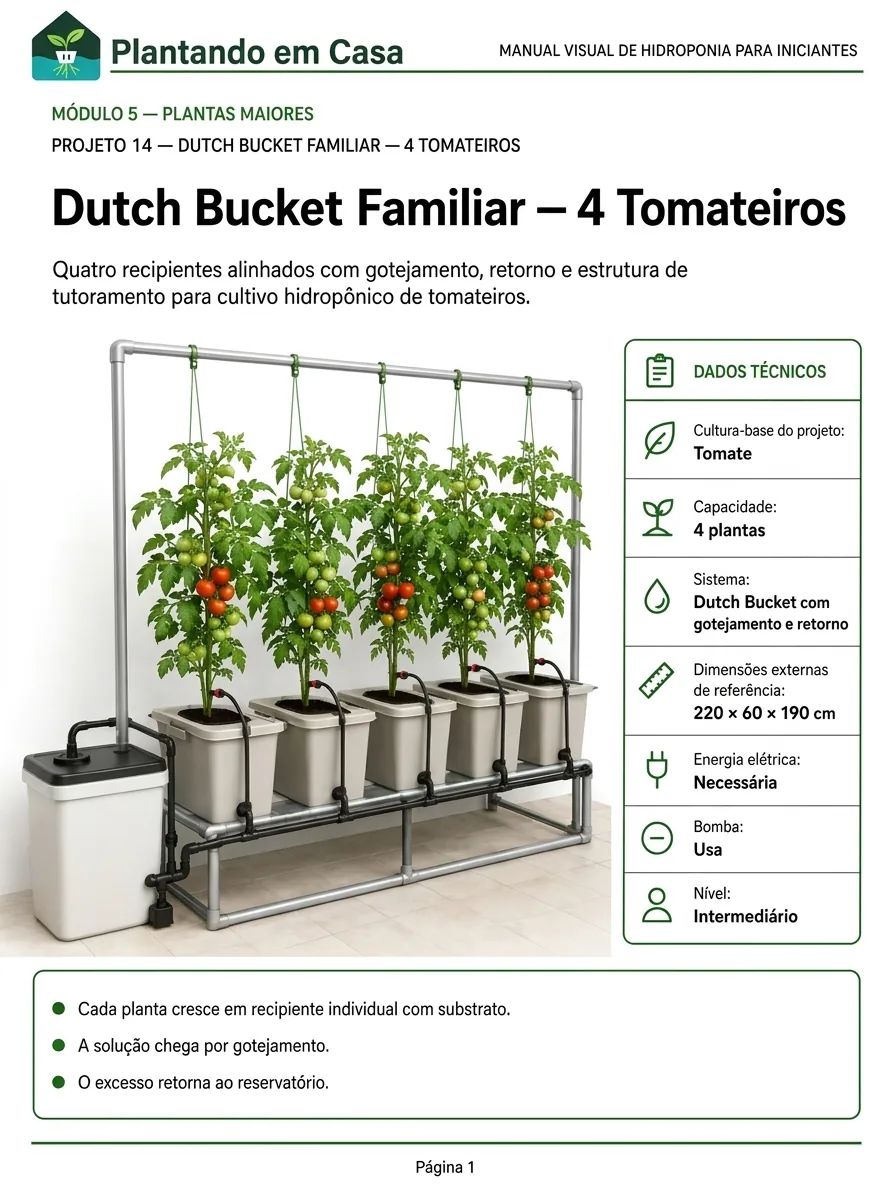 Plantando em Casa
MANUAL VISUAL DE HIDROPONIA PARA INICIANTES
MÓDULO 5 — PLANTAS MAIORES
PROJETO 14 — DUTCH BUCKET FAMILIAR — 4 TOMATEIROS
Dutch Bucket Familiar – 4 Tomateiros
Quatro recipientes alinhados com gotejamento, retorno e estrutura de
tutoramento para cultivo hidropônico de tomateiros.
DADOS TÉCNICOS
Cultura-base do projeto:
Tomate
Capacidade:
4 plantas
Sistema:
Dutch Bucket com
gotejamento e retorno
Dimensões externas
de referência:
220 × 60 × 190 cm
Energia elétrica:
Necessária
Bomba:
Usa
Nível:
Intermediário
Cada planta cresce em recipiente individual com substrato.
A solução chega por gotejamento.
O excesso retorna ao reservatório.
Página 1